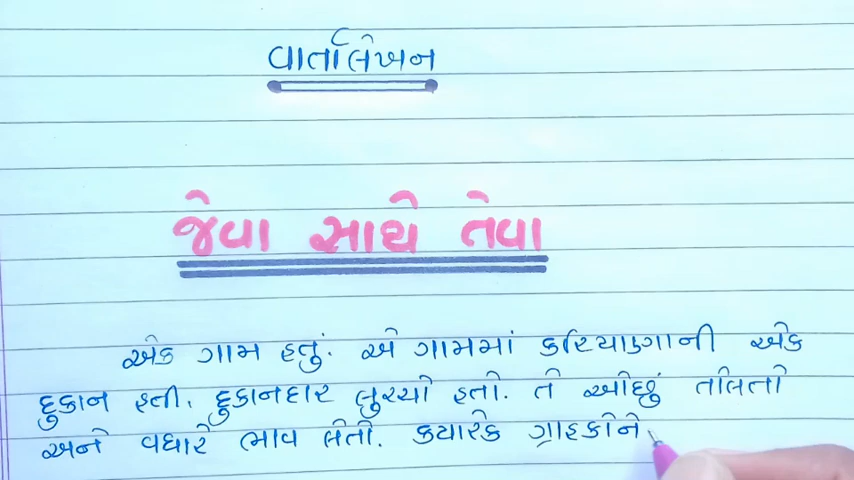 વાર્તાલેખન
જેવા સાથે તેવા
એક ગામ હતું. એ ગામમાં કરિયાણાની એક
દુકાન હતી. દુકાનદાર લુચ્ચો હતો. તે ઓછું તોલતો
અને વધારે ભાવ લેતો. ક્યારેક ગ્રાહકોને